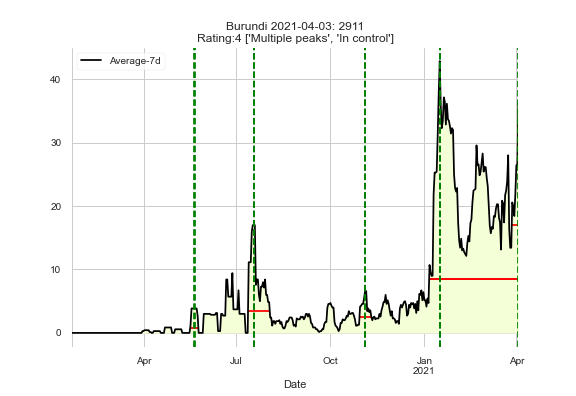 Burundi 2021-04-03: 2911
Rating:4 ['Multiple peaks', 'In control']
Average-7d
40
30
20
10
0
Apr
Jul
Oct
Jan
2021
Apr
Date